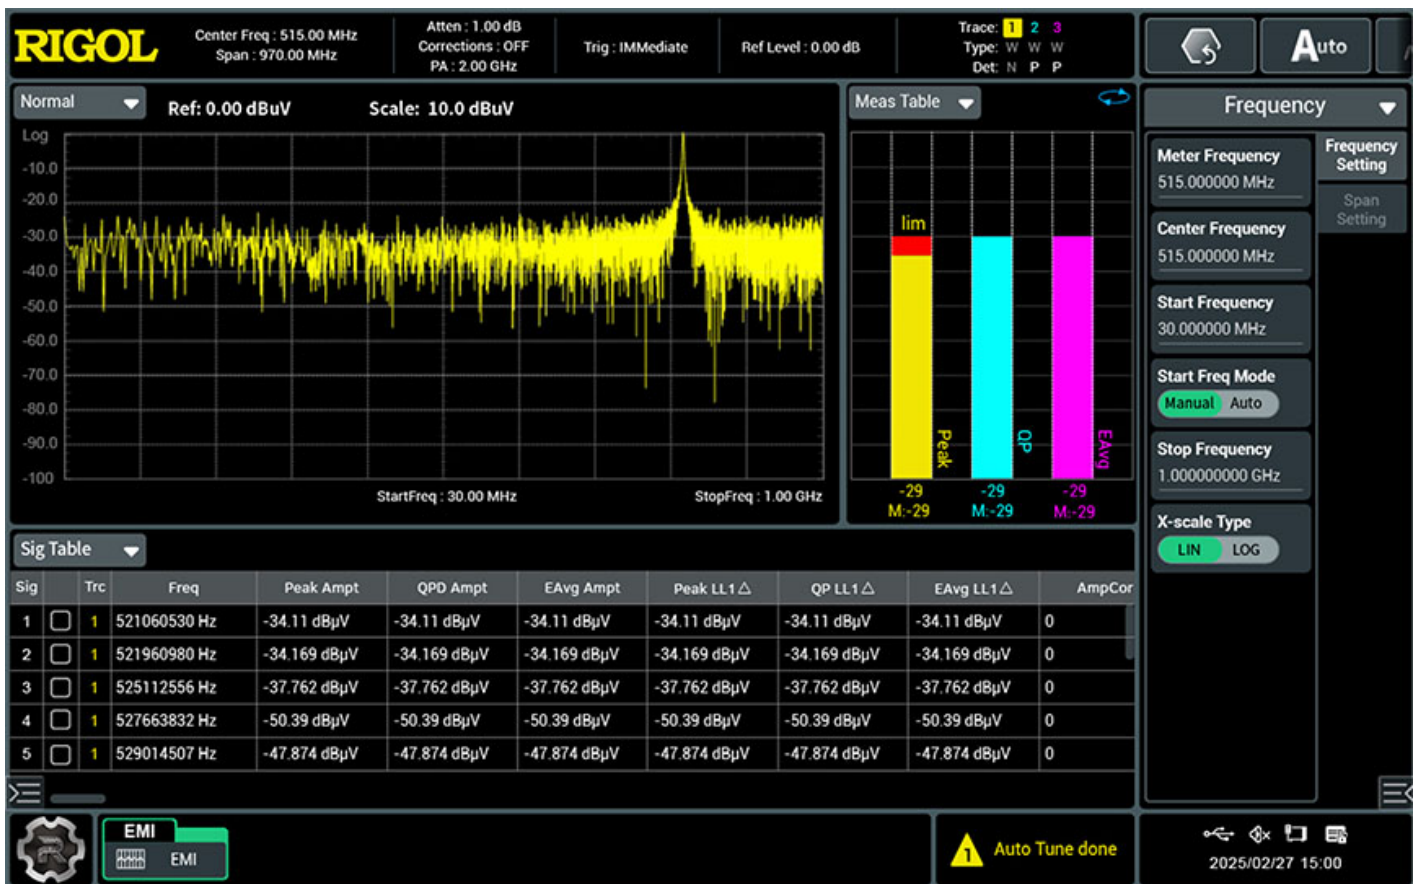 RIGOL
Center Freq : 515.00 MHz
Span : 970.00 MHz
Atten : 1.00 dB
Corrections : OFF
PA : 2.00 GHz
Trig : IMMediate
Ref Level : 0.00 dB
Trace: 1 2 3
Type: W W W
Det: N P P
Auto
Normal
Ref: 0.00 dBuV
Scale: 10.0 dBuV
Log
-10.0
-20.0
-30.0
-40.0
-50.0
-60.0
-70.0
-80.0
-90.0
-100
StartFreq : 30.00 MHz
StopFreq : 1.00 GHz
Meas Table
lim
Peak
QP
EAvg
-29 -29 -29
M:-29 M:-29 M:-29
Frequency
Frequency
Setting
Span
Setting
Meter Frequency
515.000000 MHz
Center Frequency
515.000000 MHz
Start Frequency
30.000000 MHz
Start Freq Mode
Manual Auto
Stop Frequency
1.000000000 GHz
X-scale Type
LIN LOG
Sig Table
Sig Trc Freq Peak Ampt QPD Ampt EAvg Ampt Peak LL1△ QP LL1△ EAvg LL1△ AmpCor
1 1 521060530 Hz -34.11 dBµV -34.11 dBµV -34.11 dBµV -34.11 dBµV -34.11 dBµV -34.11 dBµV 0
2 1 521960980 Hz -34.169 dBµV -34.169 dBµV -34.169 dBµV -34.169 dBµV -34.169 dBµV -34.169 dBµV 0
3 1 525112556 Hz -37.762 dBµV -37.762 dBµV -37.762 dBµV -37.762 dBµV -37.762 dBµV -37.762 dBµV 0
4 1 527663832 Hz -50.39 dBµV -50.39 dBµV -50.39 dBµV -50.39 dBµV -50.39 dBµV -50.39 dBµV 0
5 1 529014507 Hz -47.874 dBµV -47.874 dBµV -47.874 dBµV -47.874 dBµV -47.874 dBµV -47.874 dBµV 0
EMI
EMI
1
Auto Tune done
2025/02/27 15:00